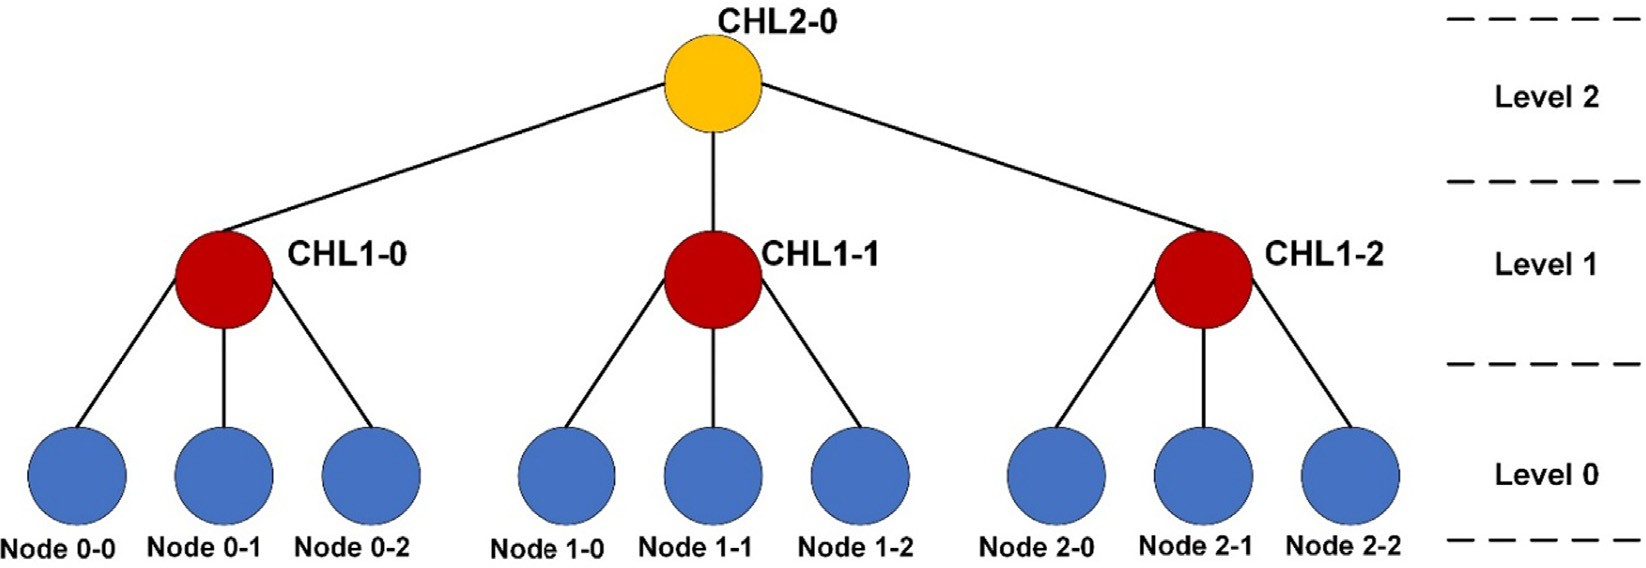 CHL2-0
Level 2
CHL1-0
CHL1-1
CHL1-2
Level 1
Level 0
Node 0-0
Node 0-1
Node 0-2
Node 1-0
Node 1-1
Node 1-2
Node 2-0
Node 2-1
Node 2-2